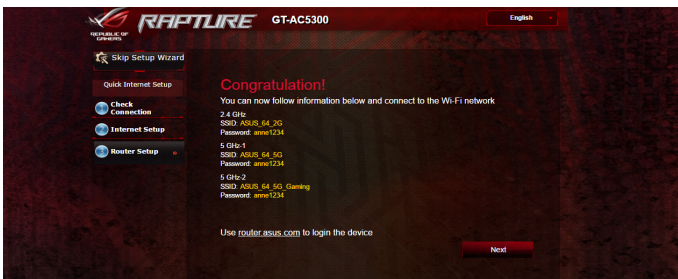 REPUBLIC OF
GAMERS
RAPTURE
GT-AC5300
English
Skip Setup Wizard
Quick Internet Setup
Check
Connection
Internet Setup
Router Setup
Congratulation!
You can now follow information below and connect to the Wi-Fi network
2.4 GHz
SSID: ASUS_64_2G
Password: anne1234
5 GHz-1
SSID: ASUS_64_5G
Password: anne1234
5 GHz-2
SSID: ASUS_64_5G_Gaming
Password: anne1234
Use router.asus.com to login the device
Next